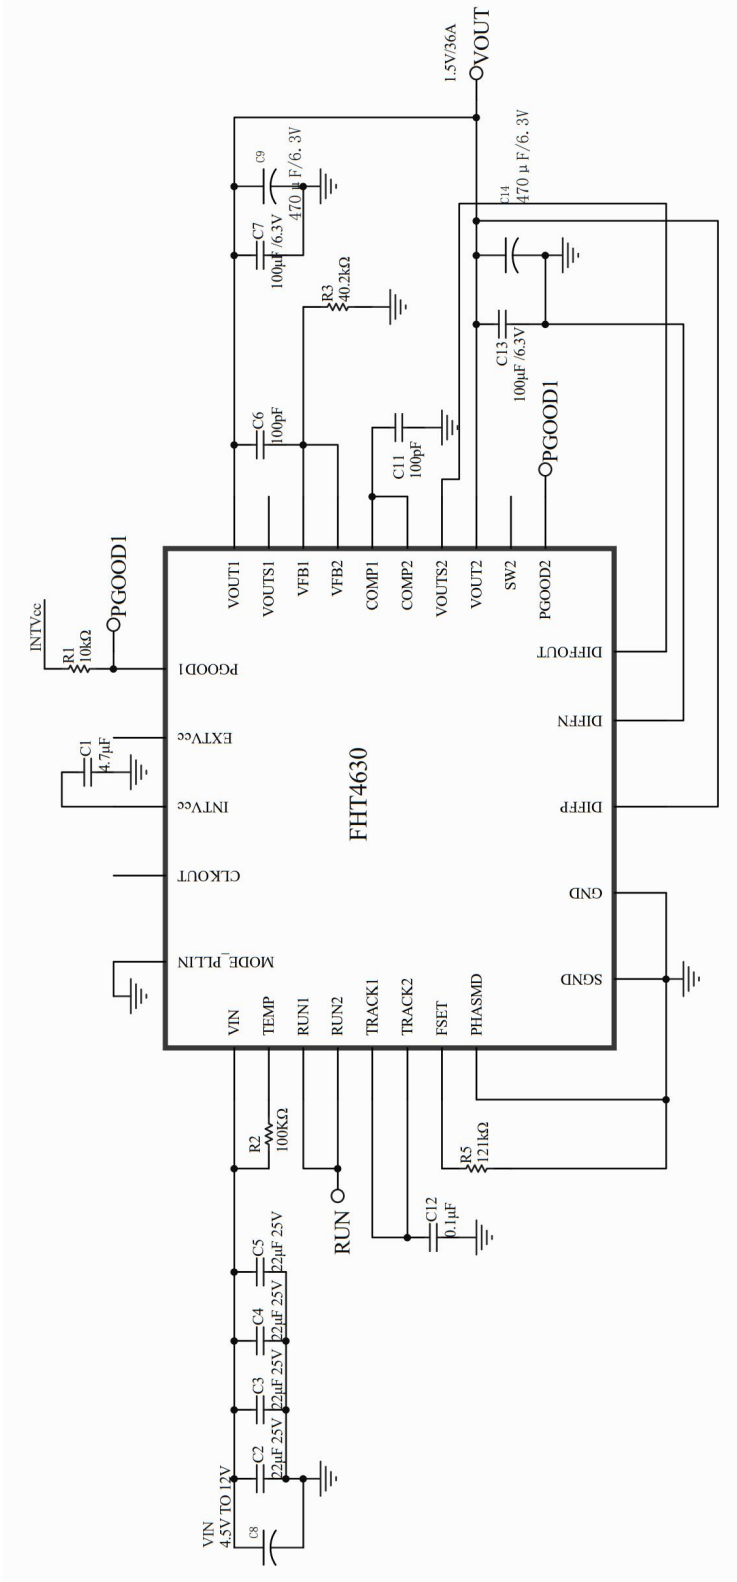 VIN
4.5V TO 12V
C8
C2
22μF 25V
C3
22μF 25V
C4
22μF 25V
C5
22μF 25V
R2
100KΩ
RUN
C12
0.1μF
R5
121kΩ
VIN
TEMP
RUN1
RUN2
TRACK1
TRACK2
FSET
PHASMD
MODE_PLLIN
CLKOUT
INTVcc
EXTVcc
PGOOD1
C1
4.7μF
INTVcc
R1
10kΩ
PGOOD1
FHT4630
SGND
GND
DIFFP
DIFFN
DIFFOUT
VOUT1
VOUTS1
VFB1
VFB2
COMP1
COMP2
VOUTS2
VOUT2
SW2
PGOOD2
C6
100pF
C7
100μF /6.3V
C9
470 μF/6. 3V
R3
40.2kΩ
C11
100pF
PGOOD1
C13
100μF /6.3V
C14
470 μF/6. 3V
1.5V/36A
VOUT